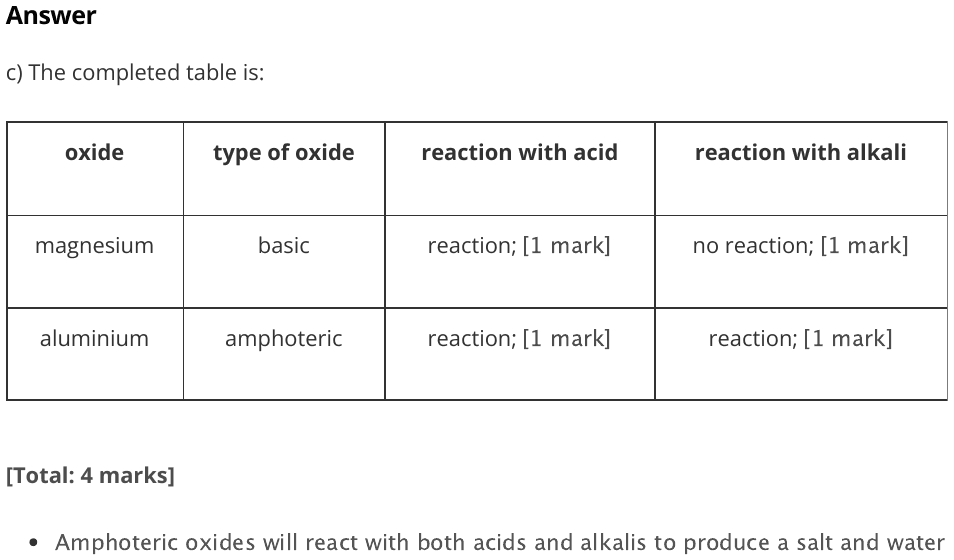 Answer
c) The completed table is:
oxide type of oxide reaction with acid reaction with alkali
magnesium basic reaction; [1 mark] no reaction; [1 mark]
aluminium amphoteric reaction; [1 mark] reaction; [1 mark]
[Total: 4 marks]
• Amphoteric oxides will react with both acids and alkalis to produce a salt and water